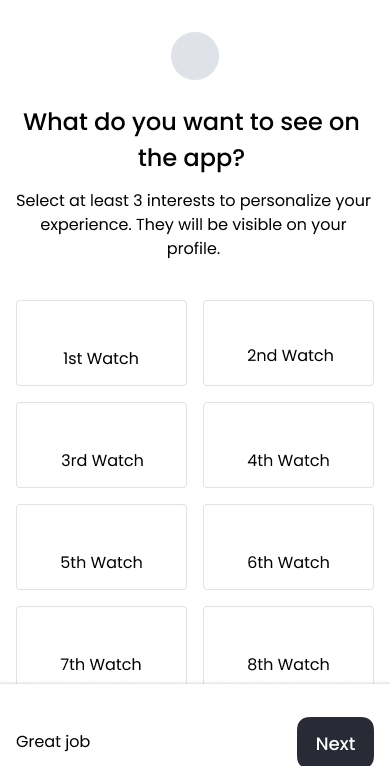 What do you want to see on
the app?
Select at least 3 interests to personalize your
experience. They will be visible on your
profile.
1st Watch
2nd Watch
3rd Watch
4th Watch
5th Watch
6th Watch
7th Watch
8th Watch
Great job
Next